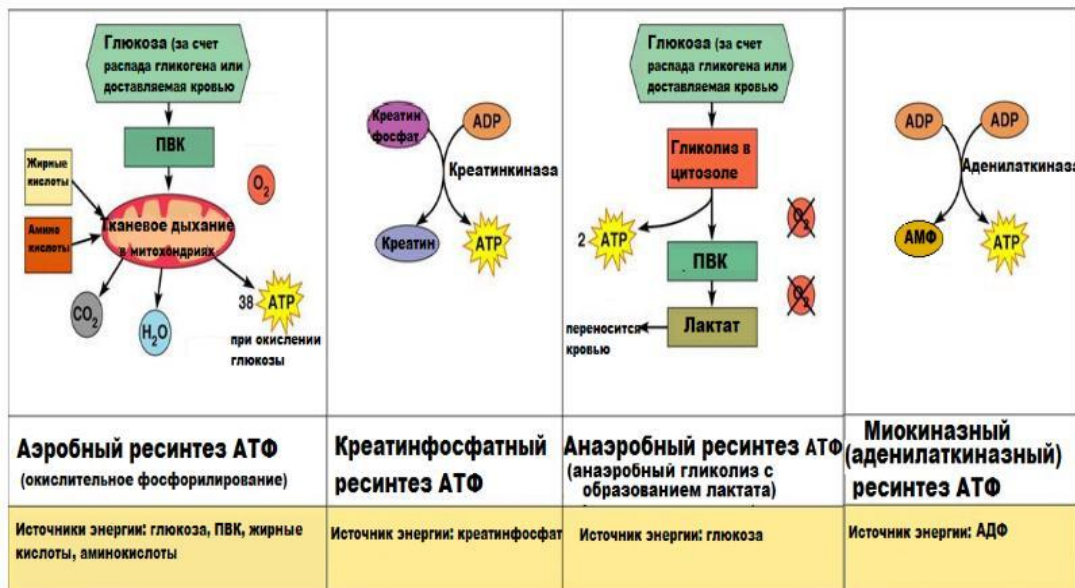 Глюкоза (за счет
распада гликогена или
доставляемая кровью
ПВК
Жирные
кислоты
O2
Амино
кислоты
Тканевое дыхание
в митохондриях
CO2
H2O
38 АТР
при окислении
глюкозы
Аэробный ресинтез АТФ
(окислительное фосфорилирование)
Источники энергии: глюкоза, ПВК, жирные
кислоты, аминокислоты
Креатин
фосфат
ADP
Креатинкиназа
Креатин
АТР
Креатинфосфатный
ресинтез АТФ
Источник энергии: креатинфосфат
Глюкоза (за счет
распада гликогена или
доставляемая кровью
Гликолиз в
цитозоле
O2
2 АТР
ПВК
O2
Лактат
переносится
кровью
Анаэробный ресинтез АТФ
(анаэробный гликолиз с
образованием лактата)
Источник энергии: глюкоза
ADP
ADP
Аденилаткиназа
АМФ
АТР
Миокиназный
(аденилаткиназный)
ресинтез АТФ
Источник энергии: АДФ